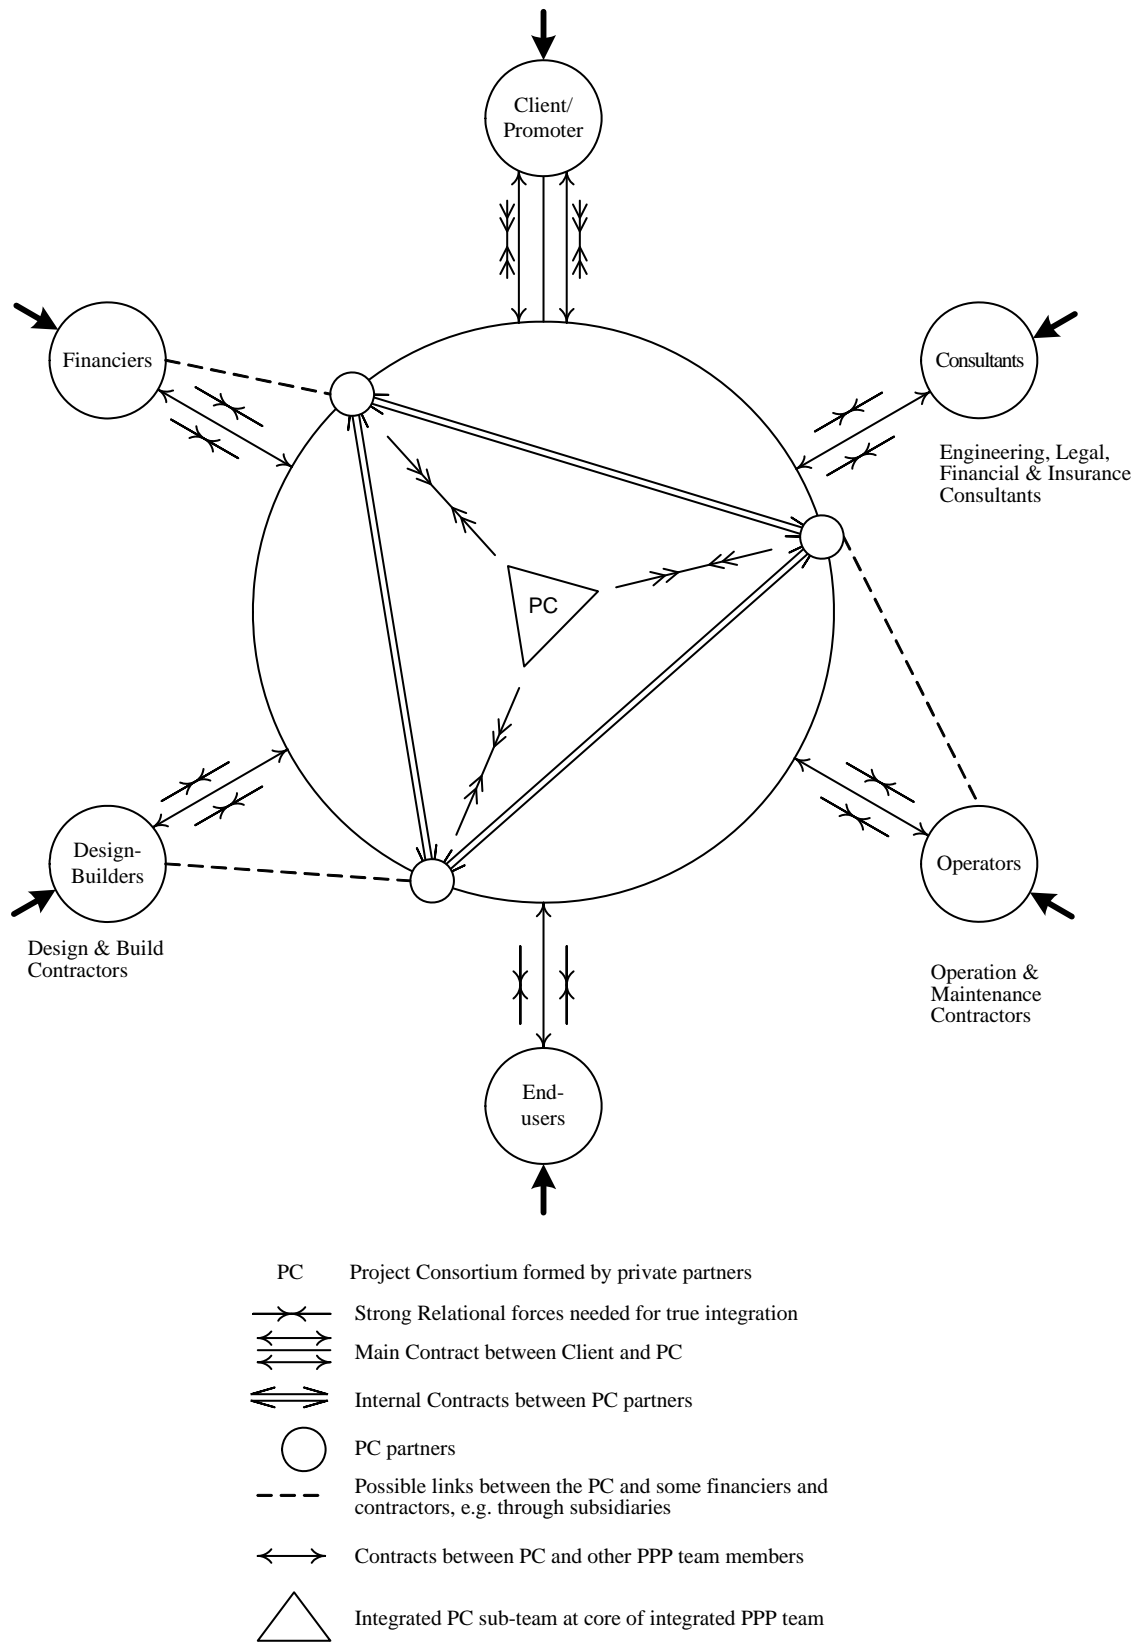 Client/
Promoter
Financiers
Consultants
Engineering, Legal,
Financial & Insurance
Consultants
PC
Design-
Builders
Design & Build
Contractors
Operators
Operation &
Maintenance
Contractors
End-
users
PC Project Consortium formed by private partners
Strong Relational forces needed for true integration
Main Contract between Client and PC
Internal Contracts between PC partners
PC partners
Possible links between the PC and some financiers and
contractors, e.g. through subsidiaries
Contracts between PC and other PPP team members
Integrated PC sub-team at core of integrated PPP team